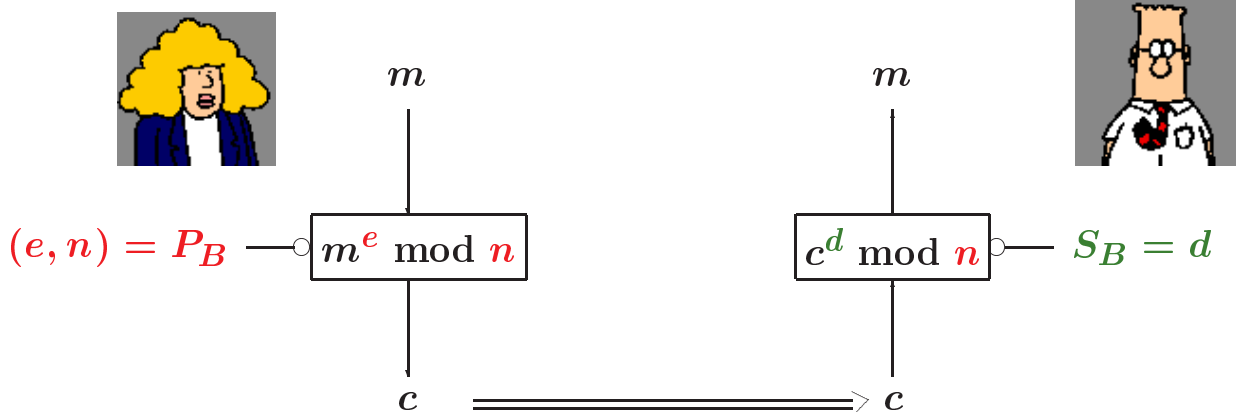 m m
(e, n) = P_B m^e mod n c^d mod n S_B = d
c c